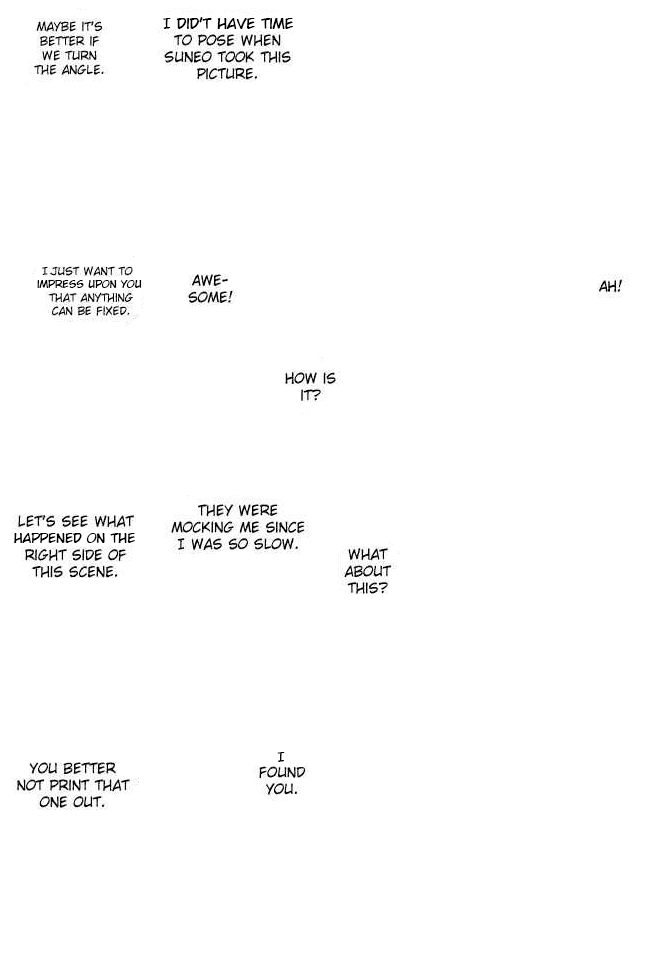 I DID'T HAVE TIME
TO POSE WHEN
SUNEO TOOK THIS
PICTURE.
MAYBE IT'S
BETTER IF
WE TURN
THE ANGLE.
AH!
HOW IS
IT?
AWE-
SOME!
I JUST WANT TO
IMPRESS UPON YOU
THAT ANYTHING
CAN BE FIXED.
WHAT
ABOUT
THIS?
THEY WERE
MOCKING ME SINCE
I WAS SO SLOW.
LET'S SEE WHAT
HAPPENED ON THE
RIGHT SIDE OF
THIS SCENE.
I
FOUND
YOU.
YOU BETTER
NOT PRINT THAT
ONE OUT.